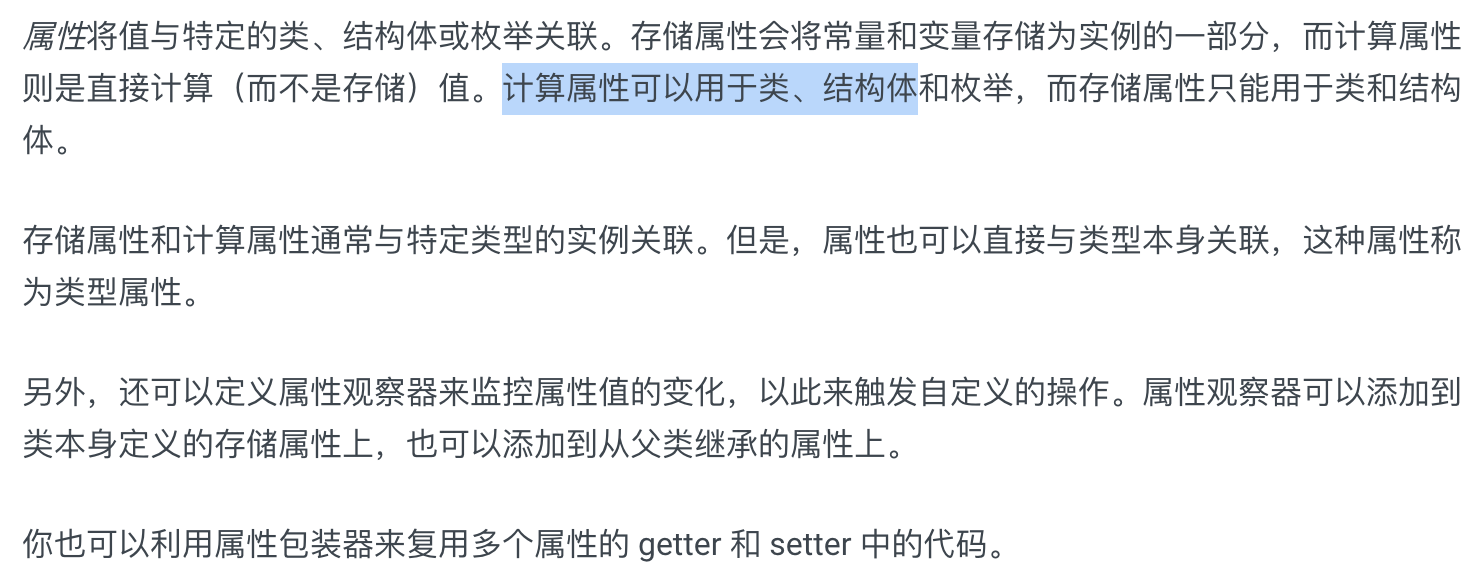 属性将值与特定的类、结构体或枚举关联。存储属性会将常量和变量存储为实例的一部分，而计算属性
则是直接计算（而不是存储）值。计算属性可以用于类、结构体和枚举，而存储属性只能用于类和结构
体。
存储属性和计算属性通常与特定类型的实例关联。但是，属性也可以直接与类型本身关联，这种属性称
为类型属性。
另外，还可以定义属性观察器来监控属性值的变化，以此来触发自定义的操作。属性观察器可以添加到
类本身定义的存储属性上，也可以添加到从父类继承的属性上。
你也可以利用属性包装器来复用多个属性的 getter 和 setter 中的代码。